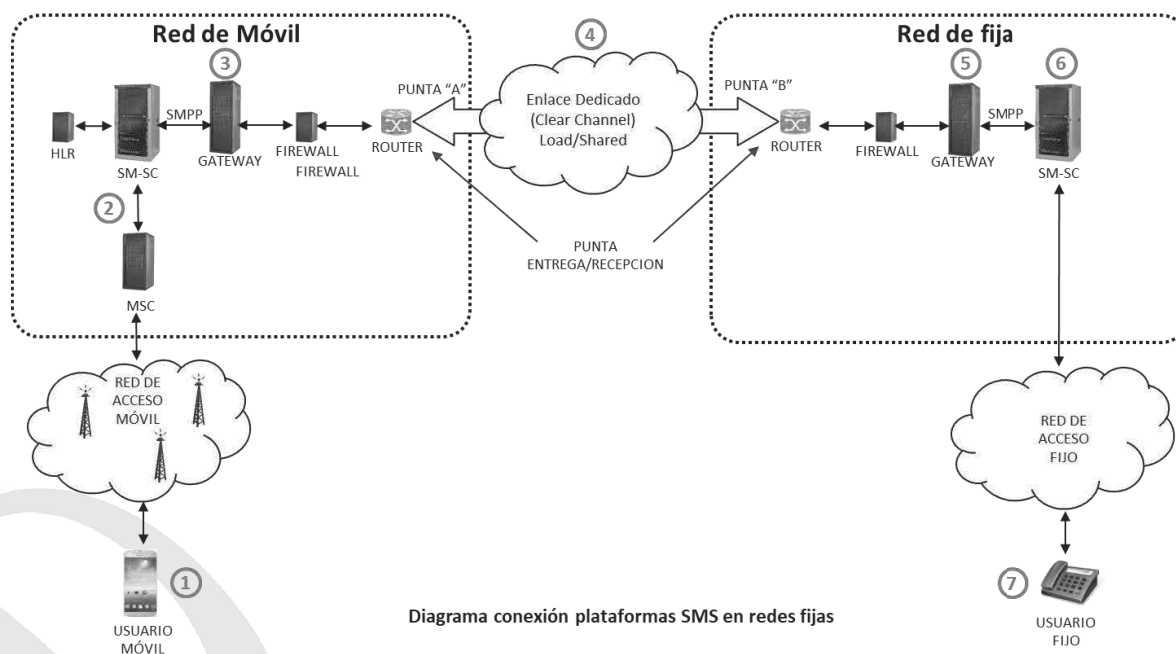 Red de Móvil
4
Red de fija
3
5
6
PUNTA “A”
PUNTA “B”
Enlace Dedicado
(Clear Channel)
Load/Shared
SMPP
SMPP
HLR
SM-SC
GATEWAY
FIREWALL
FIREWALL
ROUTER
ROUTER
FIREWALL
GATEWAY
SM-SC
2
PUNTA
ENTREGA/RECEPCION
MSC
RED DE
ACCESO
MÓVIL
RED DE
ACCESO
FIJO
1
7
Diagrama conexión plataformas SMS en redes fijas
USUARIO
MÓVIL
USUARIO
FIJO